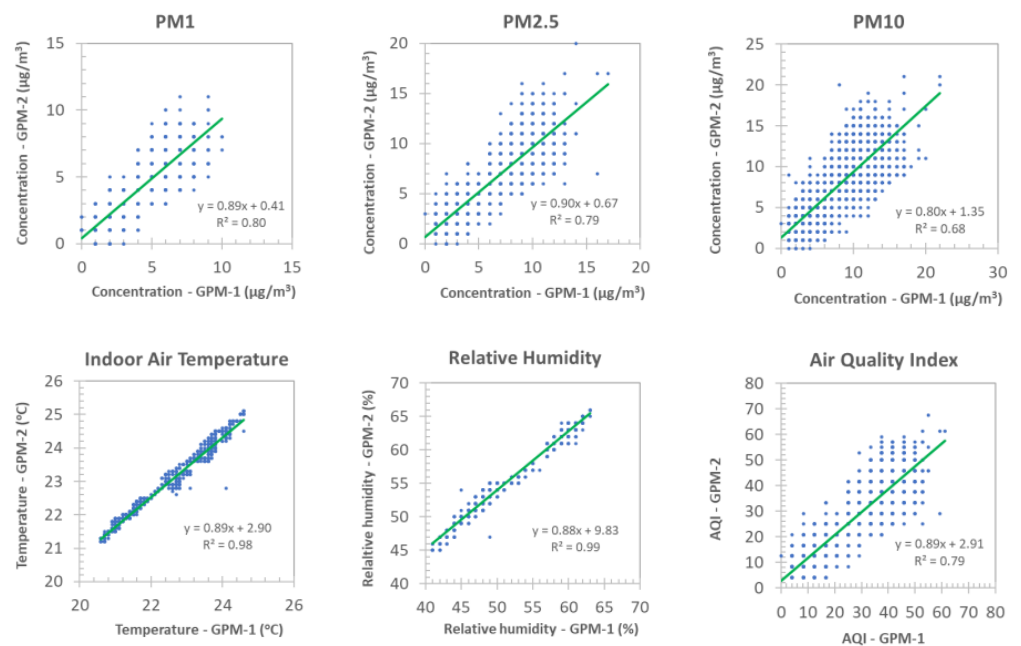 PM1
Concentration - GPM-2 (µg/m³)
15
10
5
0
y = 0.89x + 0.41
R² = 0.80
0 5 10 15
Concentration - GPM-1 (µg/m³)
PM2.5
Concentration - GPM-2 (µg/m³)
20
15
10
5
0
y = 0.90x + 0.67
R² = 0.79
0 5 10 15 20
Concentration - GPM-1 (µg/m³)
PM10
Concentration - GPM-2 (µg/m³)
25
20
15
10
5
0
y = 0.80x + 1.35
R² = 0.68
0 10 20 30
Concentration - GPM-1 (µg/m³)
Indoor Air Temperature
Temperature - GPM-2 (°C)
26
25
24
23
22
21
20
y = 0.89x + 2.90
R² = 0.98
20 22 24 26
Temperature - GPM-1 (°C)
Relative Humidity
Relaltive humidity - GPM-2 (%)
70
65
60
55
50
45
40
y = 0.88x + 9.83
R² = 0.99
40 45 50 55 60 65 70
Relaltive humidity - GPM-1 (%)
Air Quality Index
AQI - GPM-2
80
70
60
50
40
30
20
10
0
y = 0.89x + 2.91
R² = 0.79
0 10 20 30 40 50 60 70 80
AQI - GPM-1